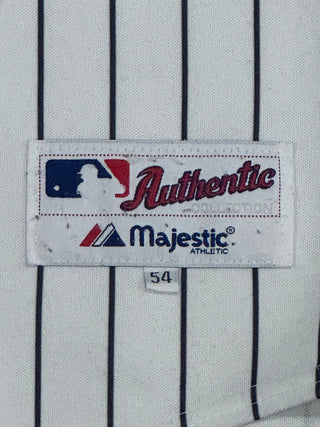 Authentic
COLLECTION
Majestic®
ATHLETIC
54